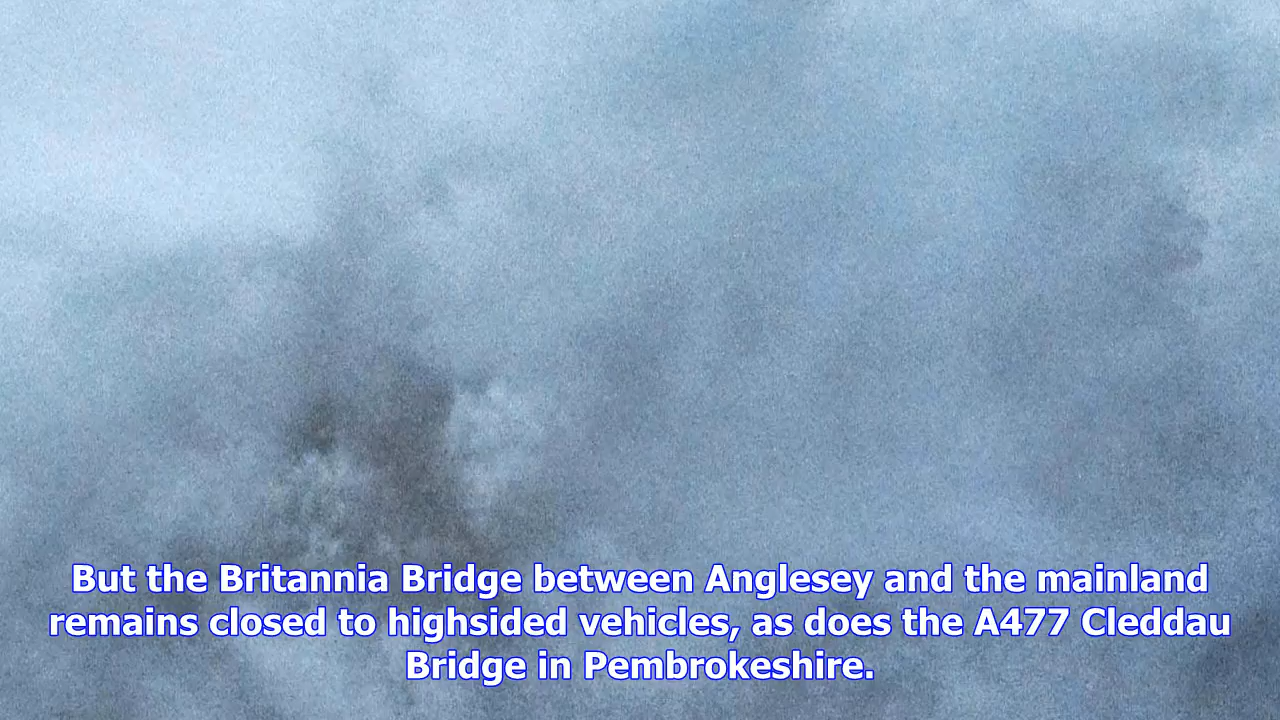 But the Britannia Bridge between Anglesey and the mainland
remains closed to highsided vehicles, as does the A477 Cleddau
Bridge in Pembrokeshire.